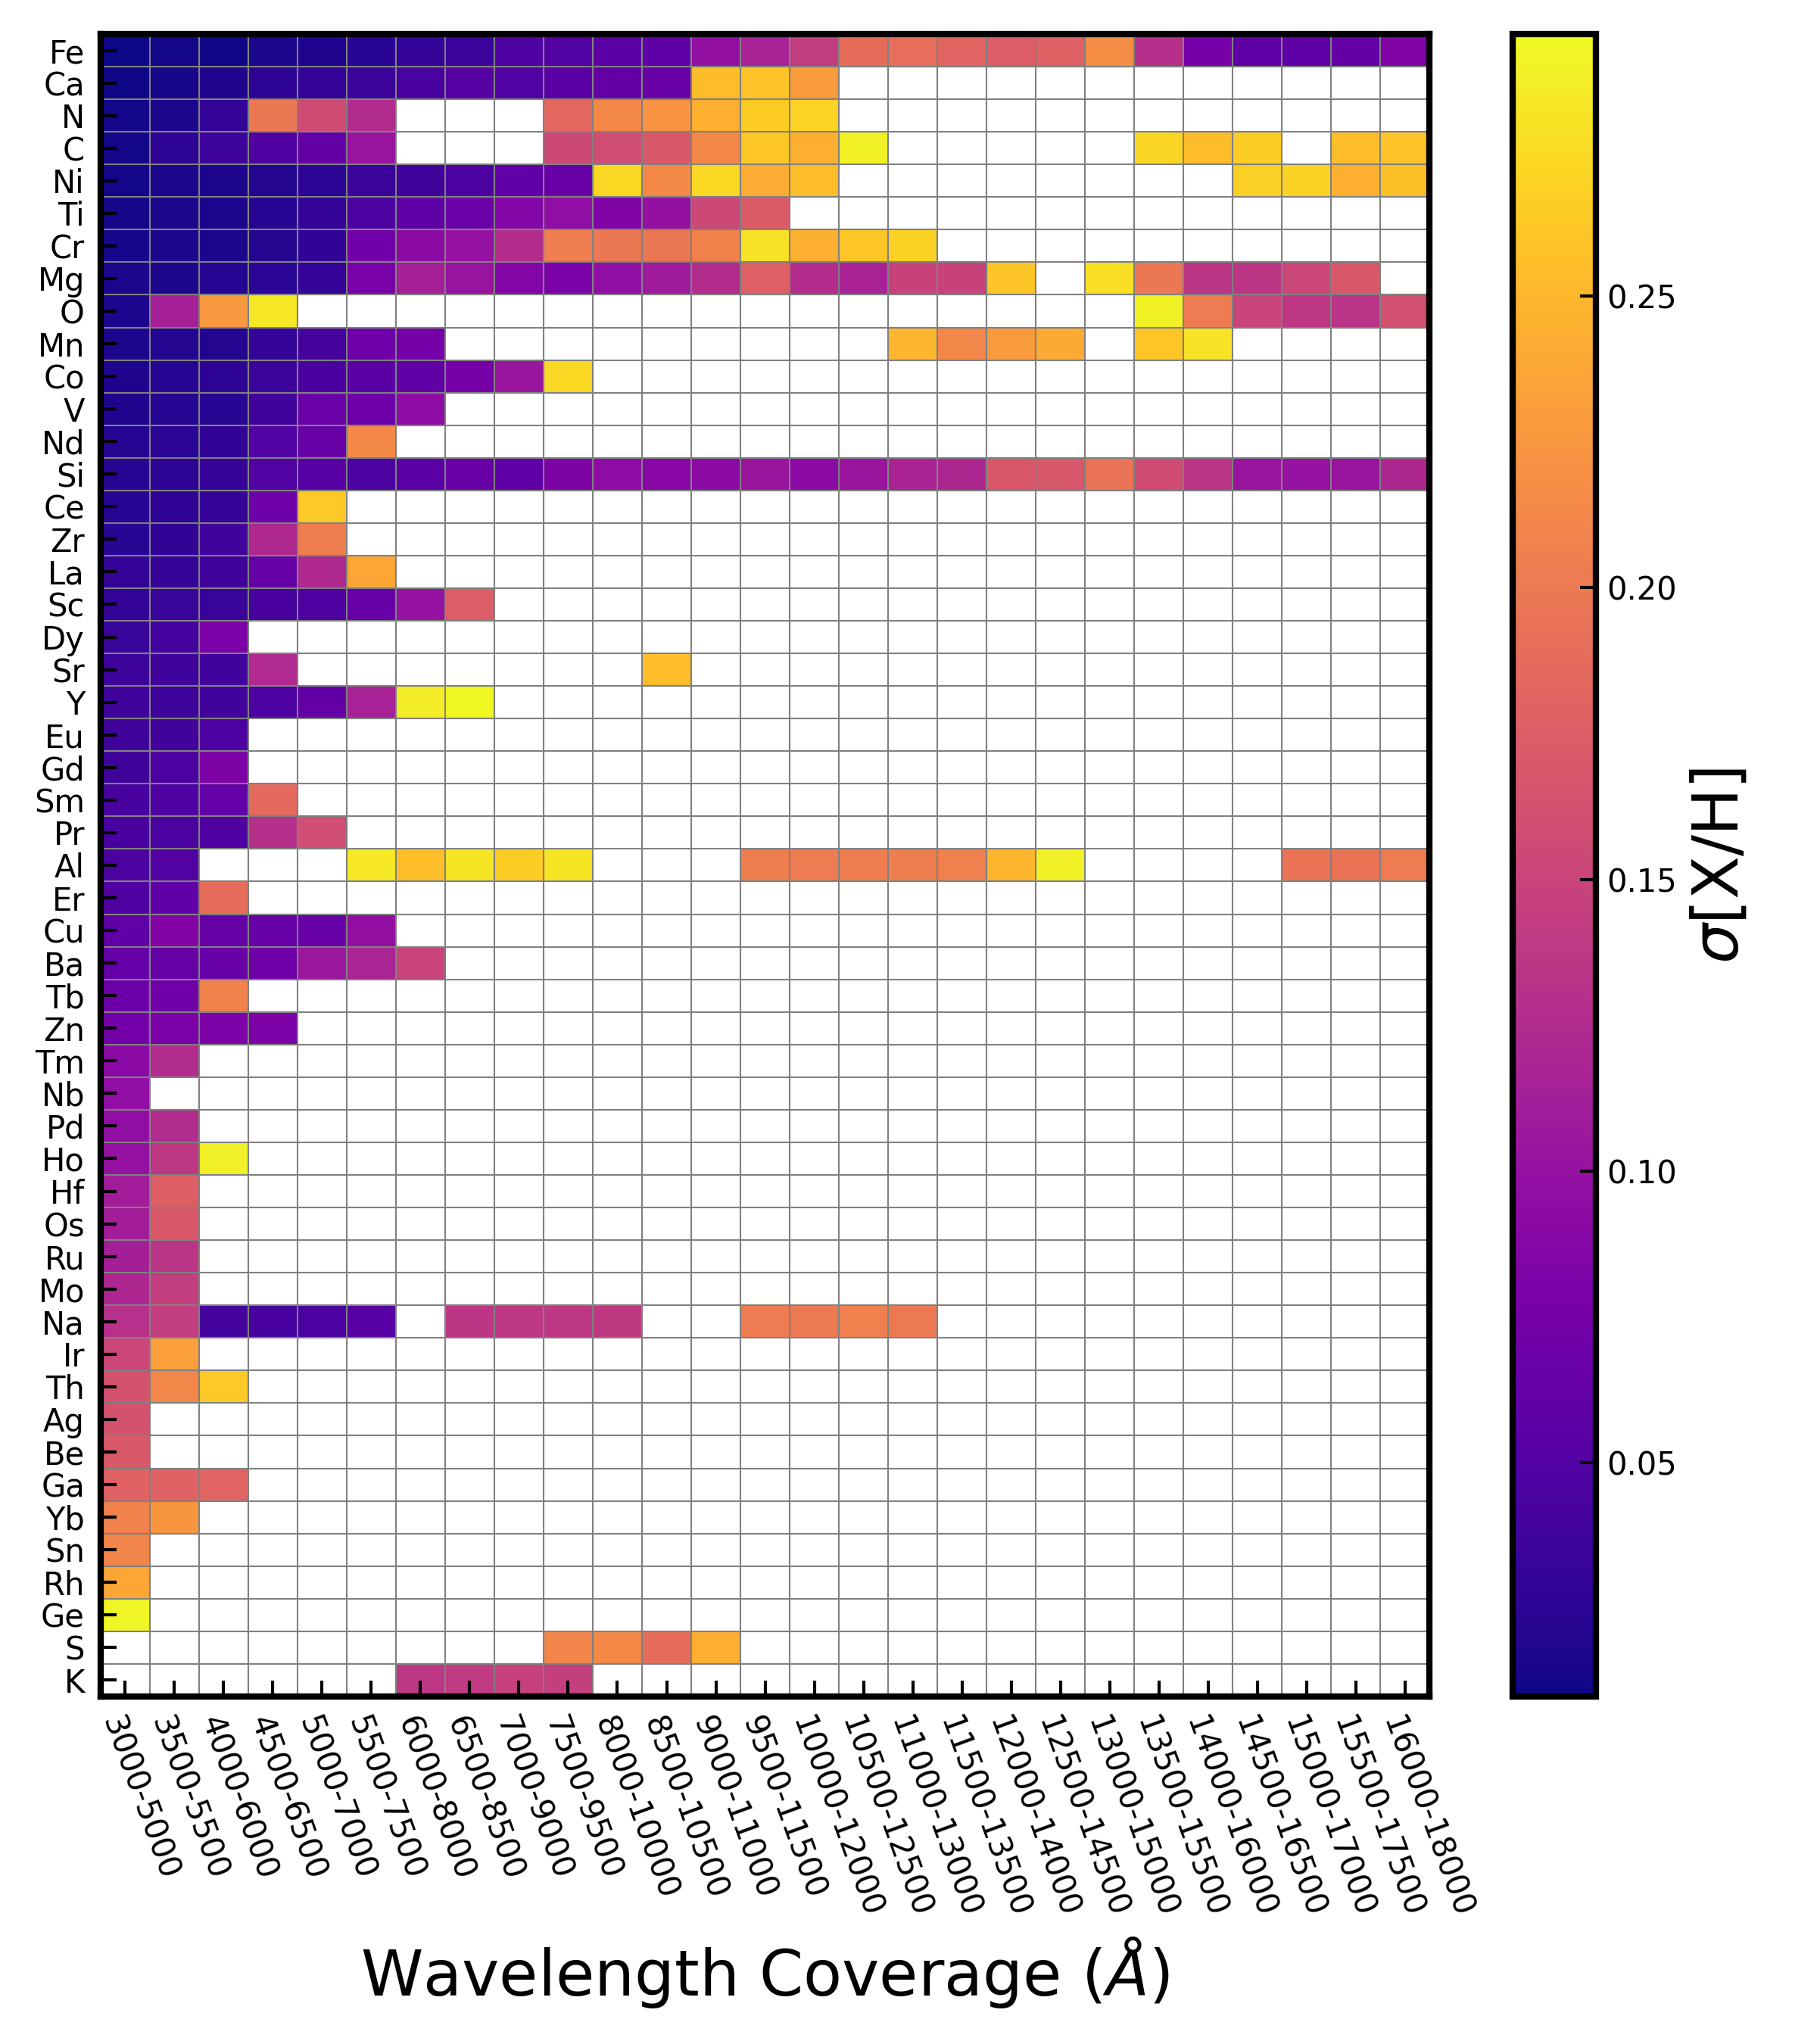 Fe
Ca
N
C
Ni
Ti
Cr
Mg
O
Mn
Co
V
Nd
Si
Ce
Zr
La
Sc
Dy
Sr
Y
Eu
Gd
Sm
Pr
Al
Er
Cu
Ba
Tb
Zn
Tm
Nb
Pd
Ho
Hf
Os
Ru
Mo
Na
Ir
Th
Ag
Be
Ga
Yb
Sn
Rh
Ge
S
K
3000-5000
3500-5500
4000-6000
4500-6500
5000-7000
5500-7500
6000-8000
6500-8500
7000-9000
7500-9500
8000-10000
8500-10500
9000-11000
9500-11500
10000-12000
10500-12500
11000-13000
11500-13500
12000-14000
12500-14500
13000-15000
13500-15500
14000-16000
14500-16500
15000-17000
15500-17500
16000-18000
Wavelength Coverage (Å)
0.25
0.20
0.15
0.10
0.05
σ[X/H]